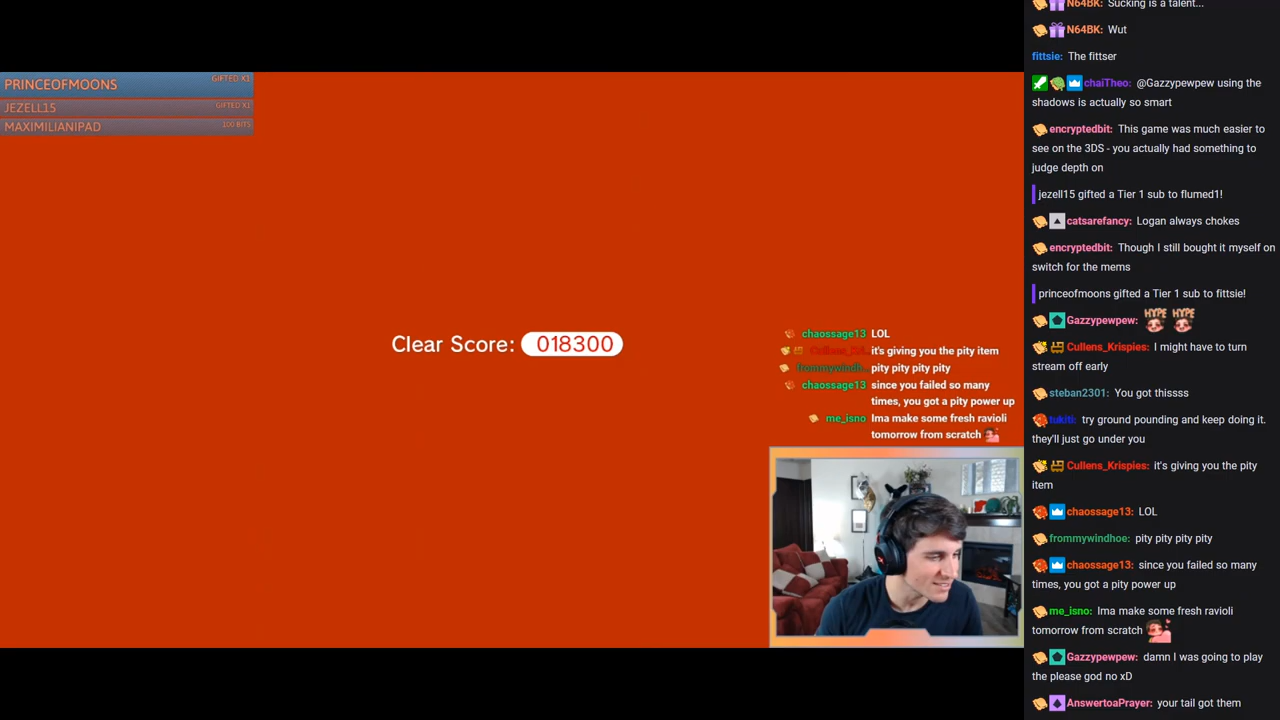 PRINCEOFMOONS GIFTED X1
JEZELL15 GIFTED X1
MAXIMILIANIPAD 100 BITS
Clear Score: 018300
chaossage13 LOL
it's giving you the pity item
frommywindh.. pity pity pity pity
chaossage13 since you failed so many
times, you got a pity power up
me_isno Ima make some fresh ravioli
tomorrow from scratch
N64BK: Sucking is a talent...
N64BK: Wut
fittsie: The fittser
chaiTheo: @Gazzypewpew using the
shadows is actually so smart
encryptedbit: This game was much easier to
see on the 3DS - you actually had something to
judge depth on
jezell15 gifted a Tier 1 sub to flumed1!
catsarefancy: Logan always chokes
encryptedbit: Though I still bought it myself on
switch for the mems
princeofmoons gifted a Tier 1 sub to fittsie!
Gazzypewpew: HYPE HYPE
Cullens_Krispies: I might have to turn
stream off early
steban2301: You got thissss
tukiti: try ground pounding and keep doing it.
they'll just go under you
Cullens_Krispies: it's giving you the pity
item
chaossage13: LOL
frommywindhoe: pity pity pity pity
chaossage13: since you failed so many
times, you got a pity power up
me_isno: Ima make some fresh ravioli
tomorrow from scratch
Gazzypewpew: damn I was going to play
the please god no xD
AnswertoaPrayer: your tail got them